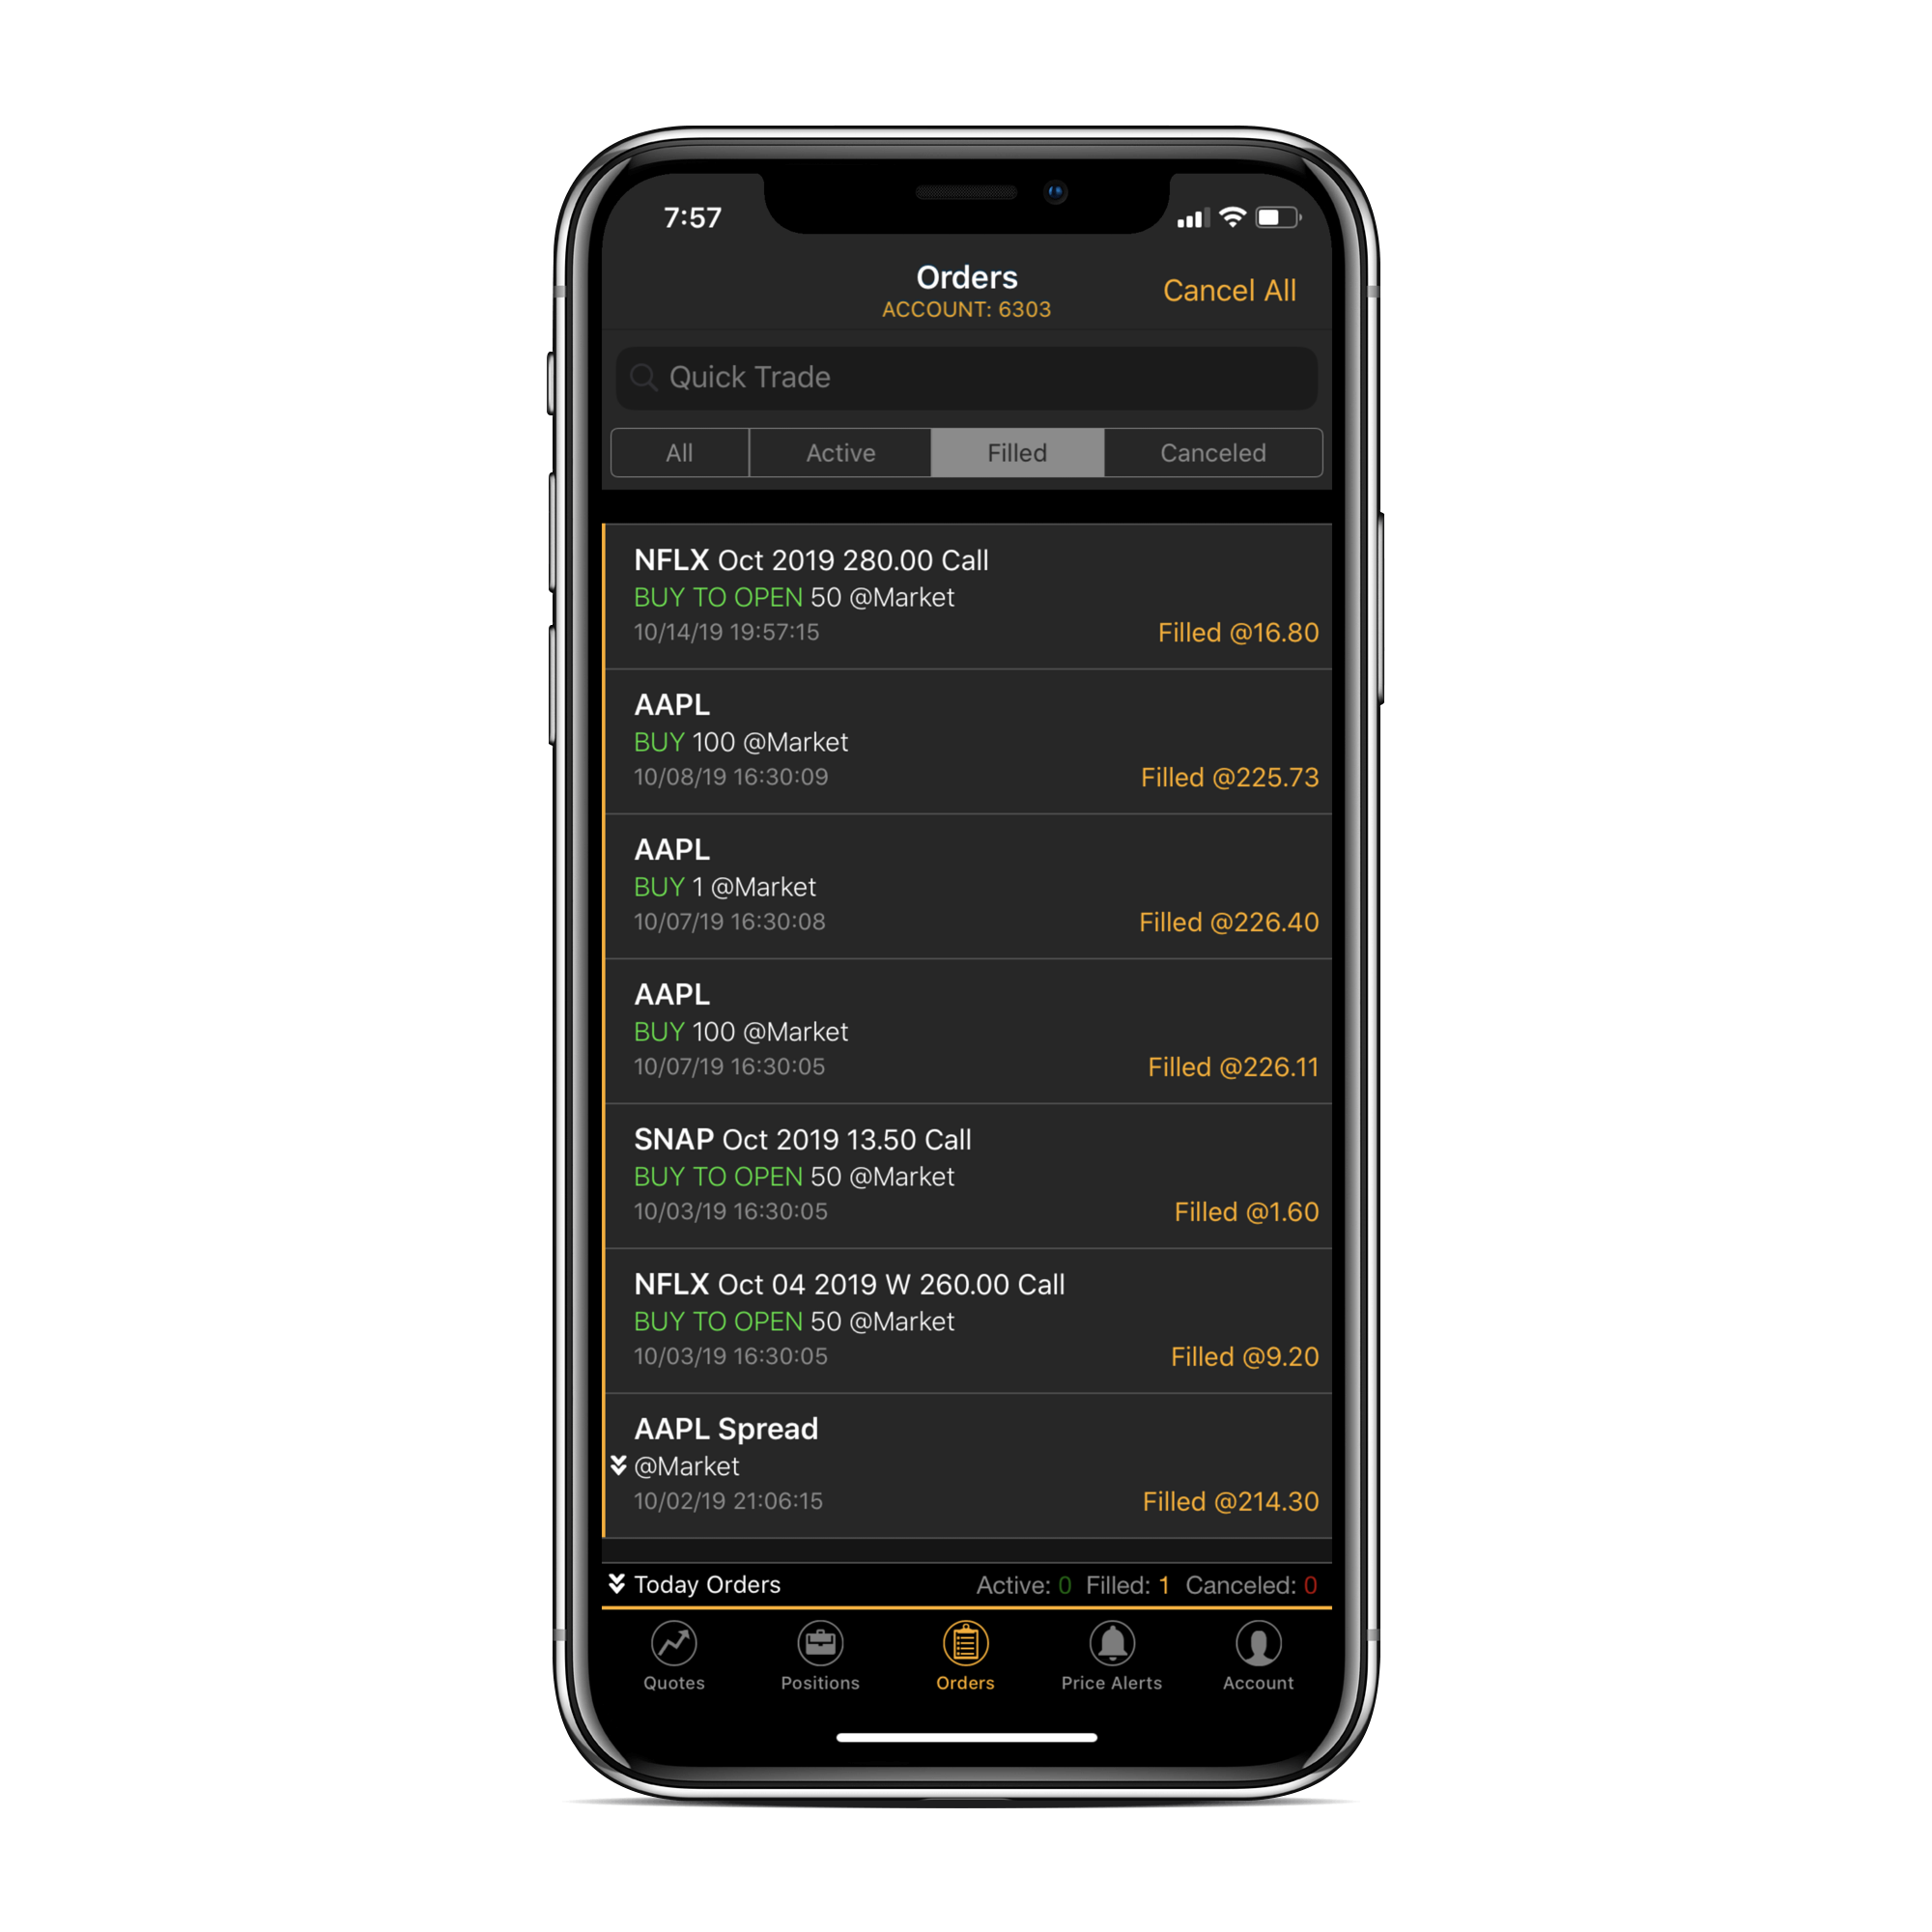 7:57
Orders
ACCOUNT: 6303
Cancel All
Quick Trade
All Active Filled Canceled
NFLX Oct 2019 280.00 Call
BUY TO OPEN 50 @Market
10/14/19 19:57:15 Filled @16.80
AAPL
BUY 100 @Market
10/08/19 16:30:09 Filled @225.73
AAPL
BUY 1 @Market
10/07/19 16:30:08 Filled @226.40
AAPL
BUY 100 @Market
10/07/19 16:30:05 Filled @226.11
SNAP Oct 2019 13.50 Call
BUY TO OPEN 50 @Market
10/03/19 16:30:05 Filled @1.60
NFLX Oct 04 2019 W 260.00 Call
BUY TO OPEN 50 @Market
10/03/19 16:30:05 Filled @9.20
AAPL Spread
@Market
10/02/19 21:06:15 Filled @214.30
Today Orders Active: 0 Filled: 1 Canceled: 0
Quotes Positions Orders Price Alerts Account